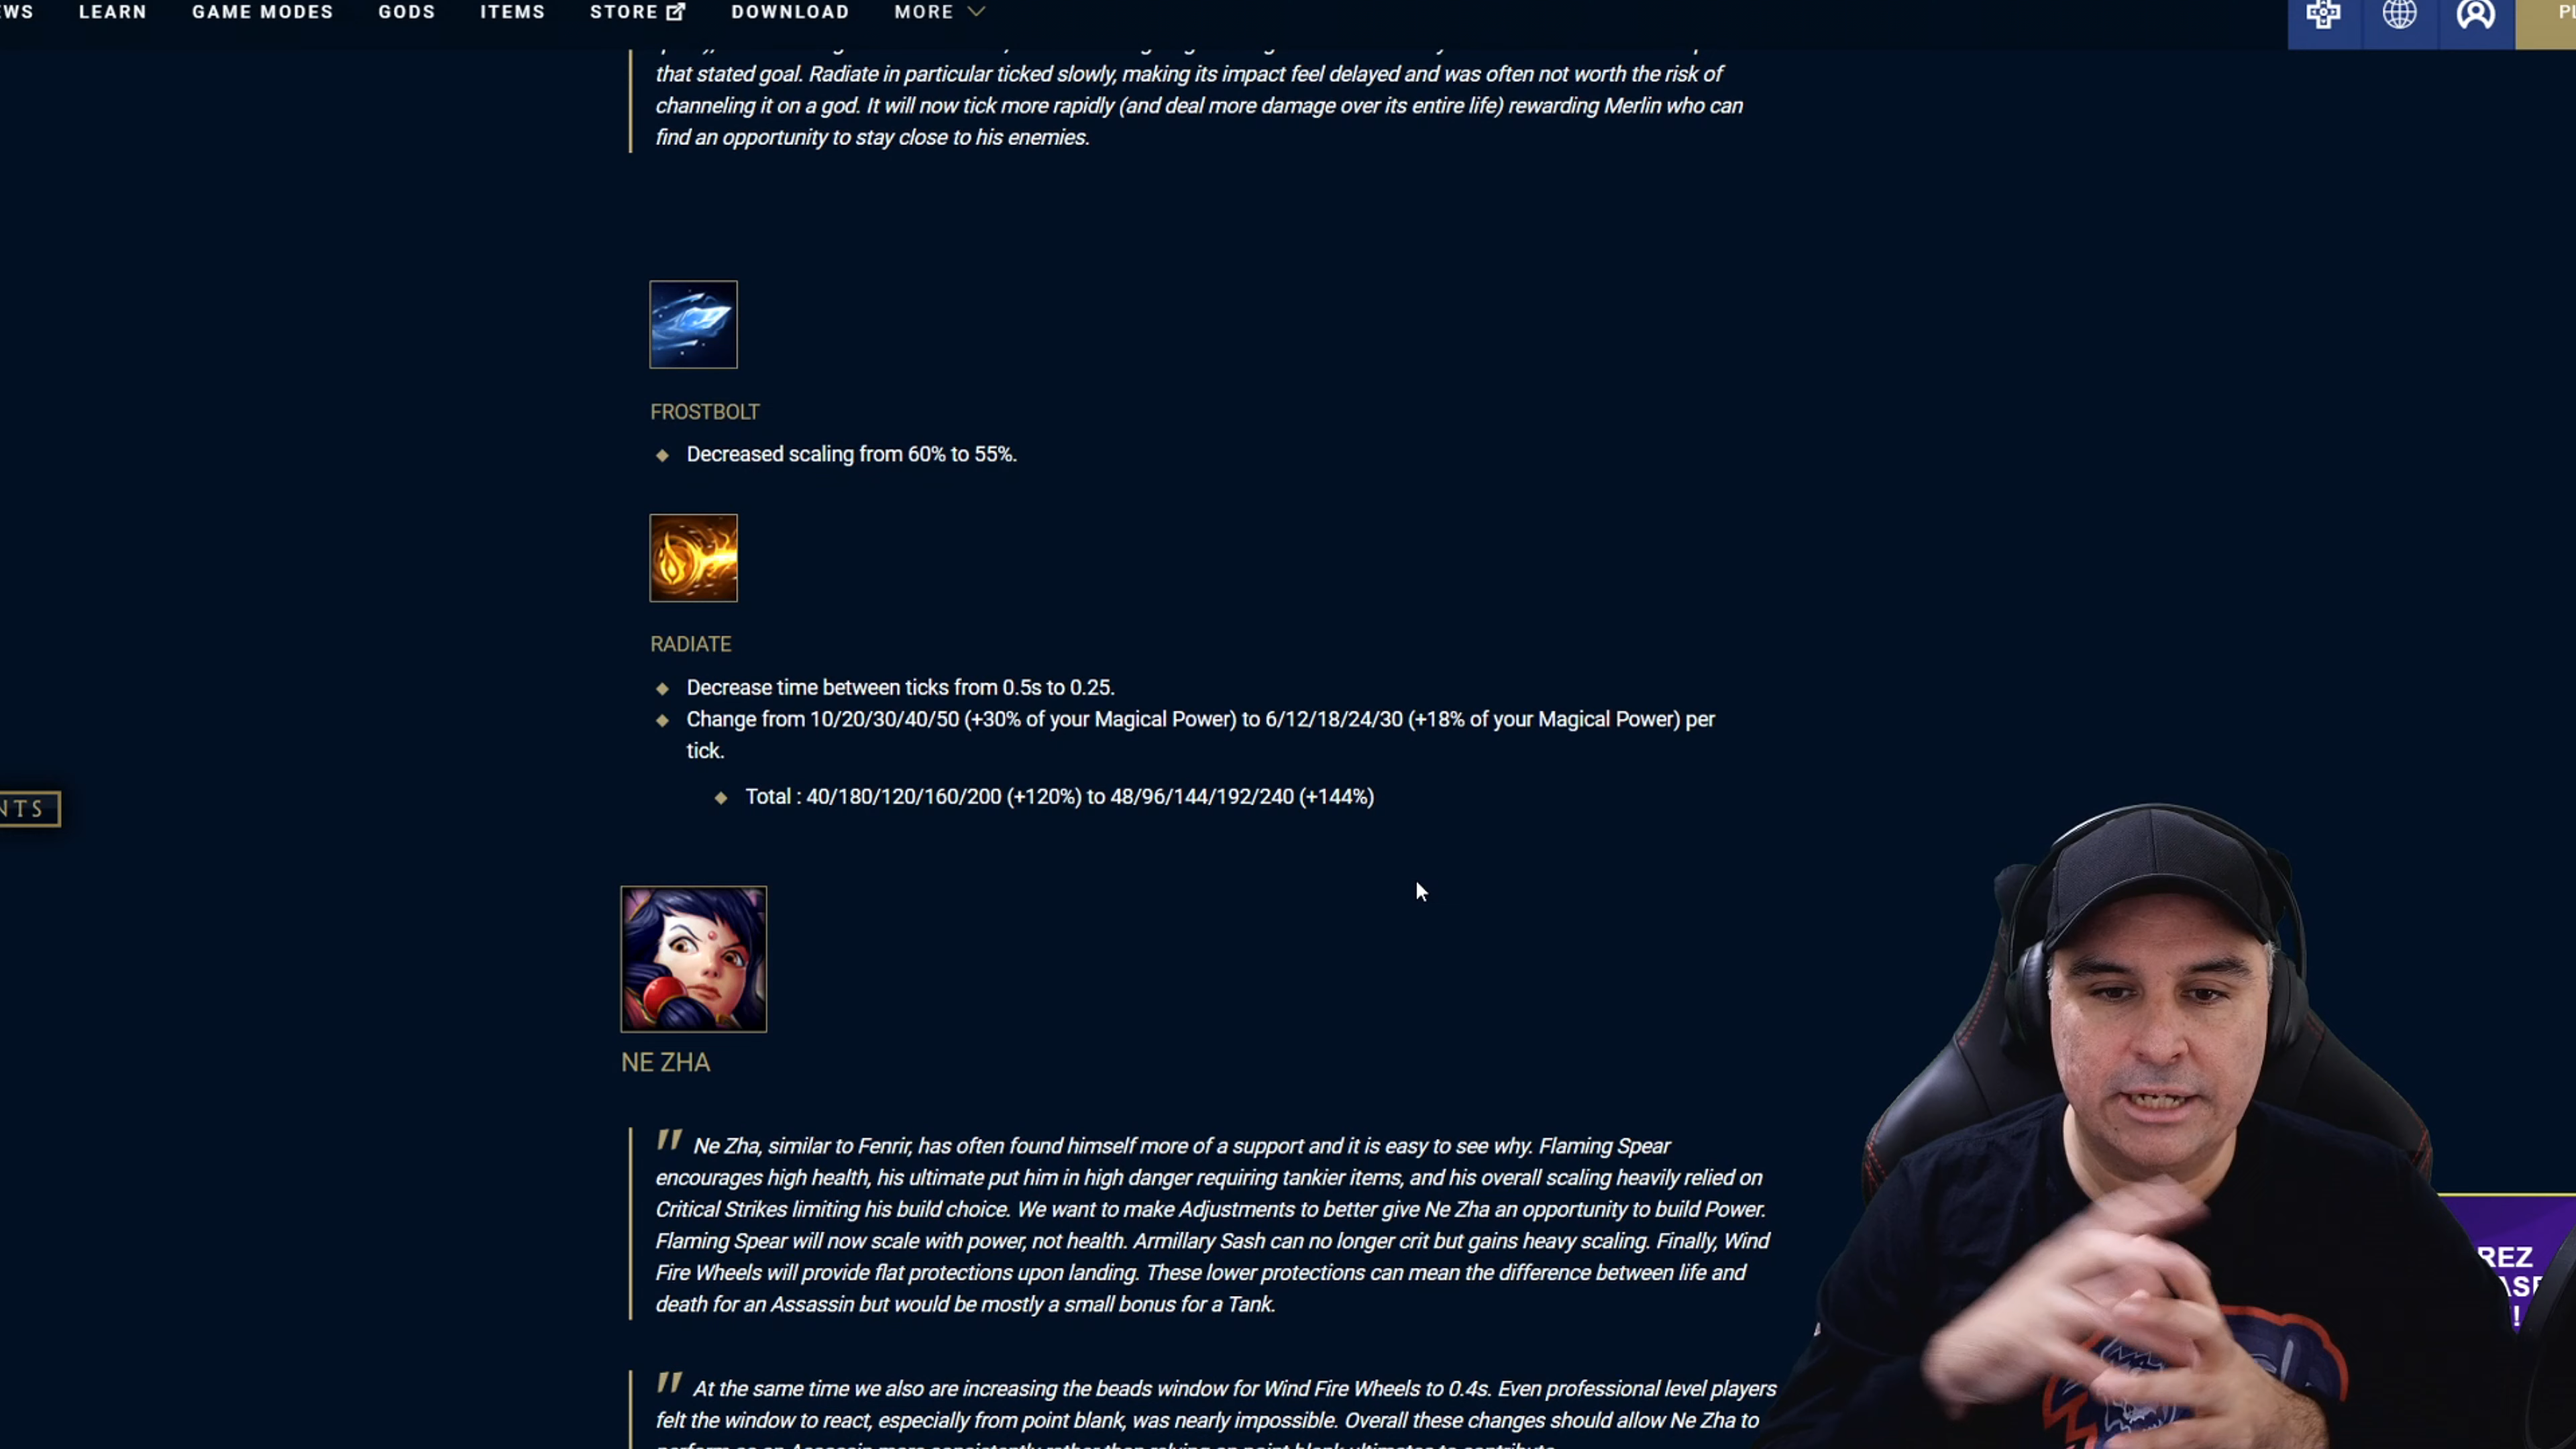 LEARN GAME MODES GODS ITEMS STORE DOWNLOAD MORE
that stated goal. Radiate in particular ticked slowly, making its impact feel delayed and was often not worth the risk of
channeling it on a god. It will now tick more rapidly (and deal more damage over its entire life) rewarding Merlin who can
find an opportunity to stay close to his enemies.
FROSTBOLT
Decreased scaling from 60% to 55%.
RADIATE
Decrease time between ticks from 0.5s to 0.25.
Change from 10/20/30/40/50 (+30% of your Magical Power) to 6/12/18/24/30 (+18% of your Magical Power) per
tick.
Total : 40/180/120/160/200 (+120%) to 48/96/144/192/240 (+144%)
NTS
NE ZHA
" Ne Zha, similar to Fenrir, has often found himself more of a support and it is easy to see why. Flaming Spear
encourages high health, his ultimate put him in high danger requiring tankier items, and his overall scaling heavily relied on
Critical Strikes limiting his build choice. We want to make Adjustments to better give Ne Zha an opportunity to build Power.
Flaming Spear will now scale with power, not health. Armillary Sash can no longer crit but gains heavy scaling. Finally, Wind
Fire Wheels will provide flat protections upon landing. These lower protections can mean the difference between life and
death for an Assassin but would be mostly a small bonus for a Tank.
" At the same time we also are increasing the beads window for Wind Fire Wheels to 0.4s. Even professional level players
felt the window to react, especially from point blank, was nearly impossible. Overall these changes should allow Ne Zha to
REZ